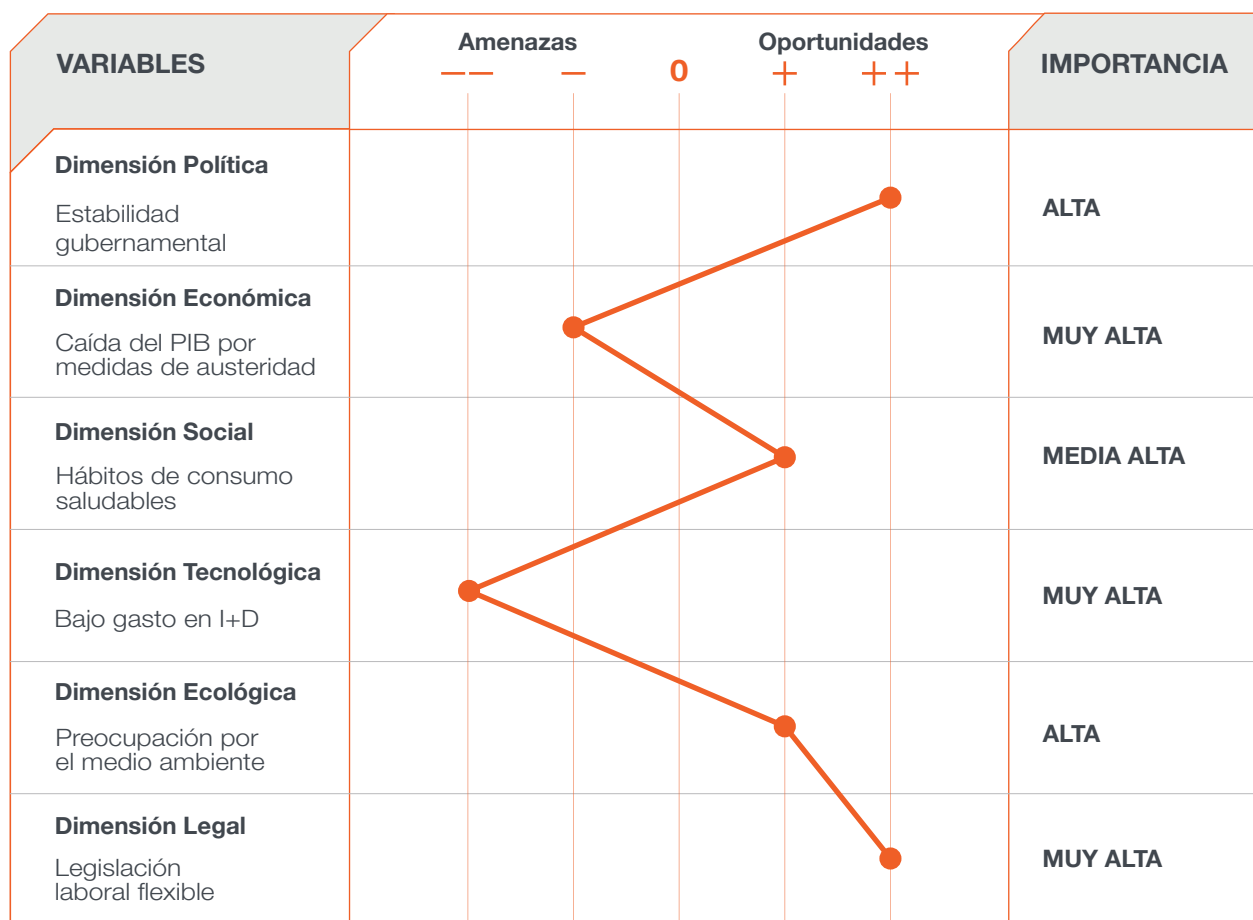 VARIABLES
Amenazas
Oportunidades
—— — 0 + ++
IMPORTANCIA
Dimensión Política
Estabilidad
gubernamental
ALTA
Dimensión Económica
Caída del PIB por
medidas de austeridad
MUY ALTA
Dimensión Social
Hábitos de consumo
saludables
MEDIA ALTA
Dimensión Tecnológica
Bajo gasto en I+D
MUY ALTA
Dimensión Ecológica
Preocupación por
el medio ambiente
ALTA
Dimensión Legal
Legislación
laboral flexible
MUY ALTA